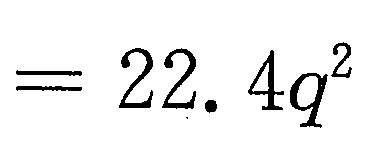 = 22.4q²